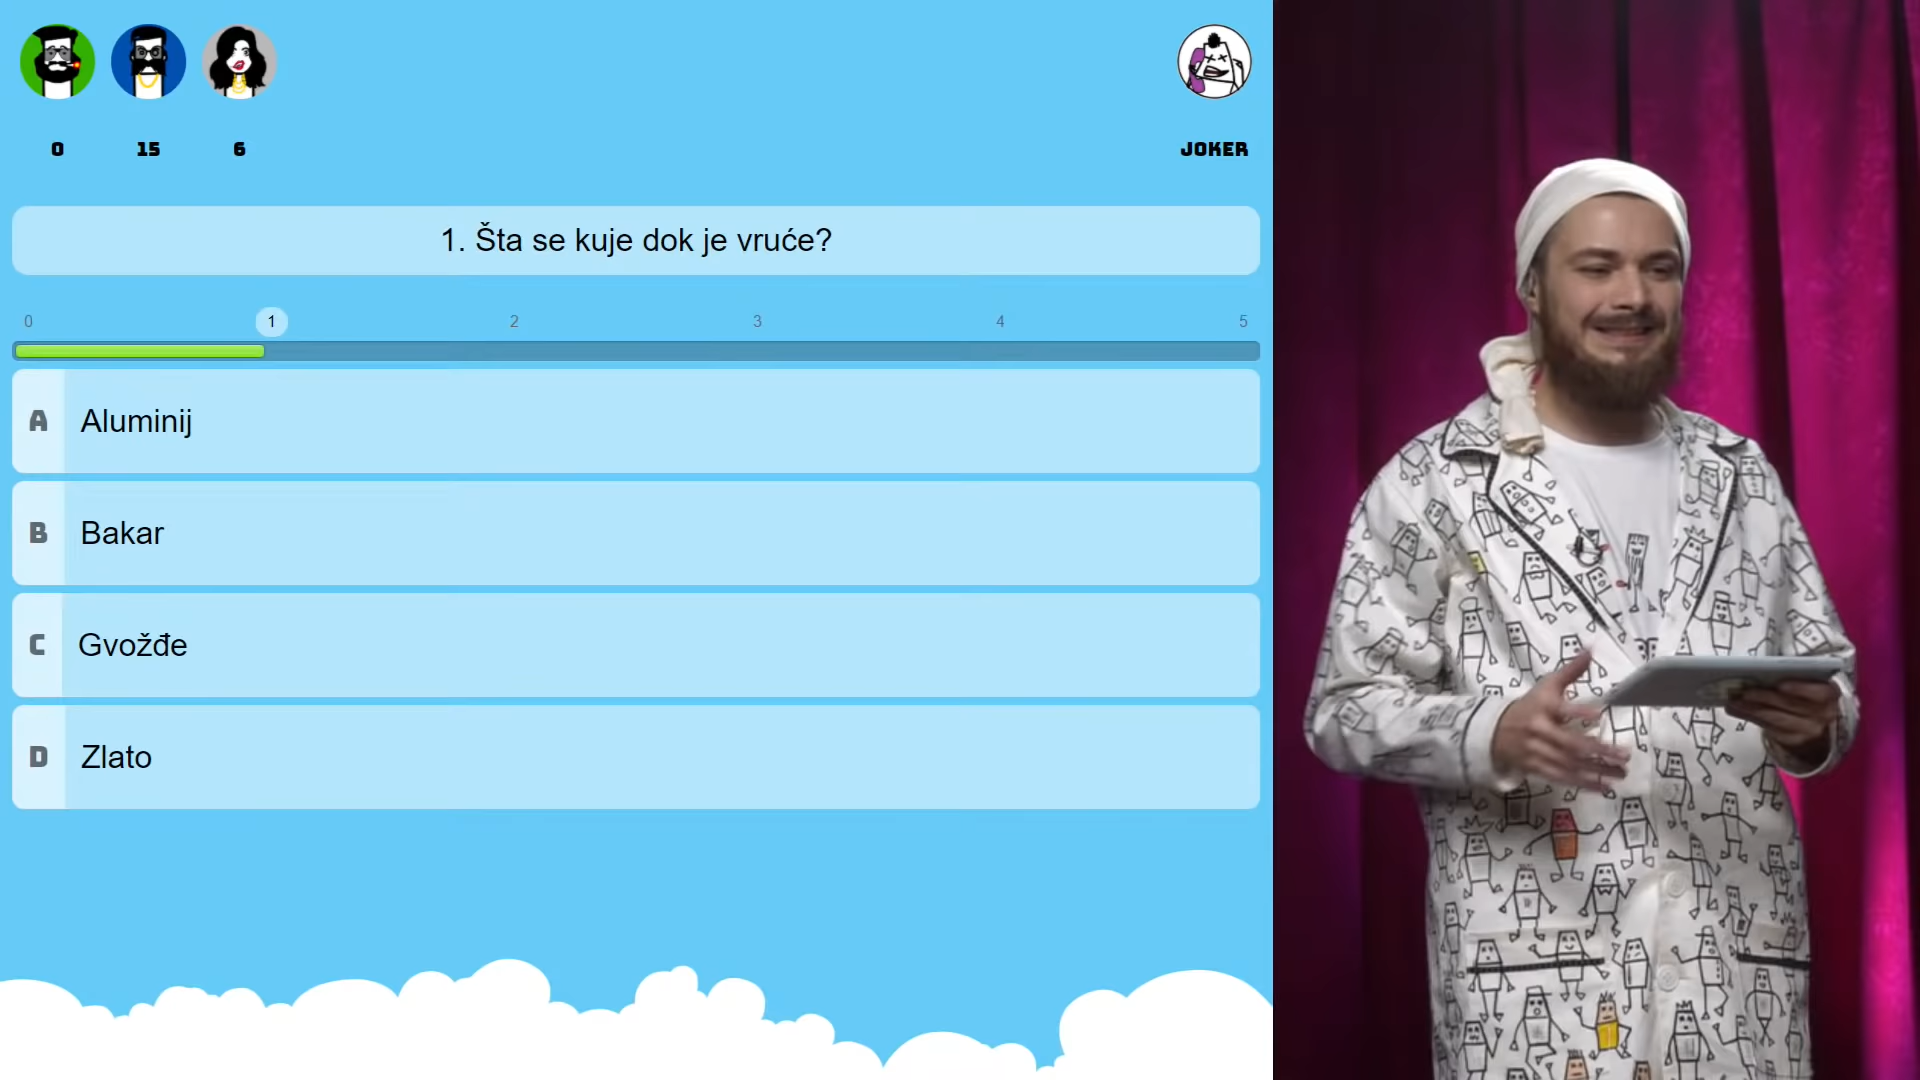 0 15 6 JOKER
1. Šta se kuje dok je vruće?
0 1 2 3 4 5
A Aluminij
B Bakar
C Gvožđe
D Zlato